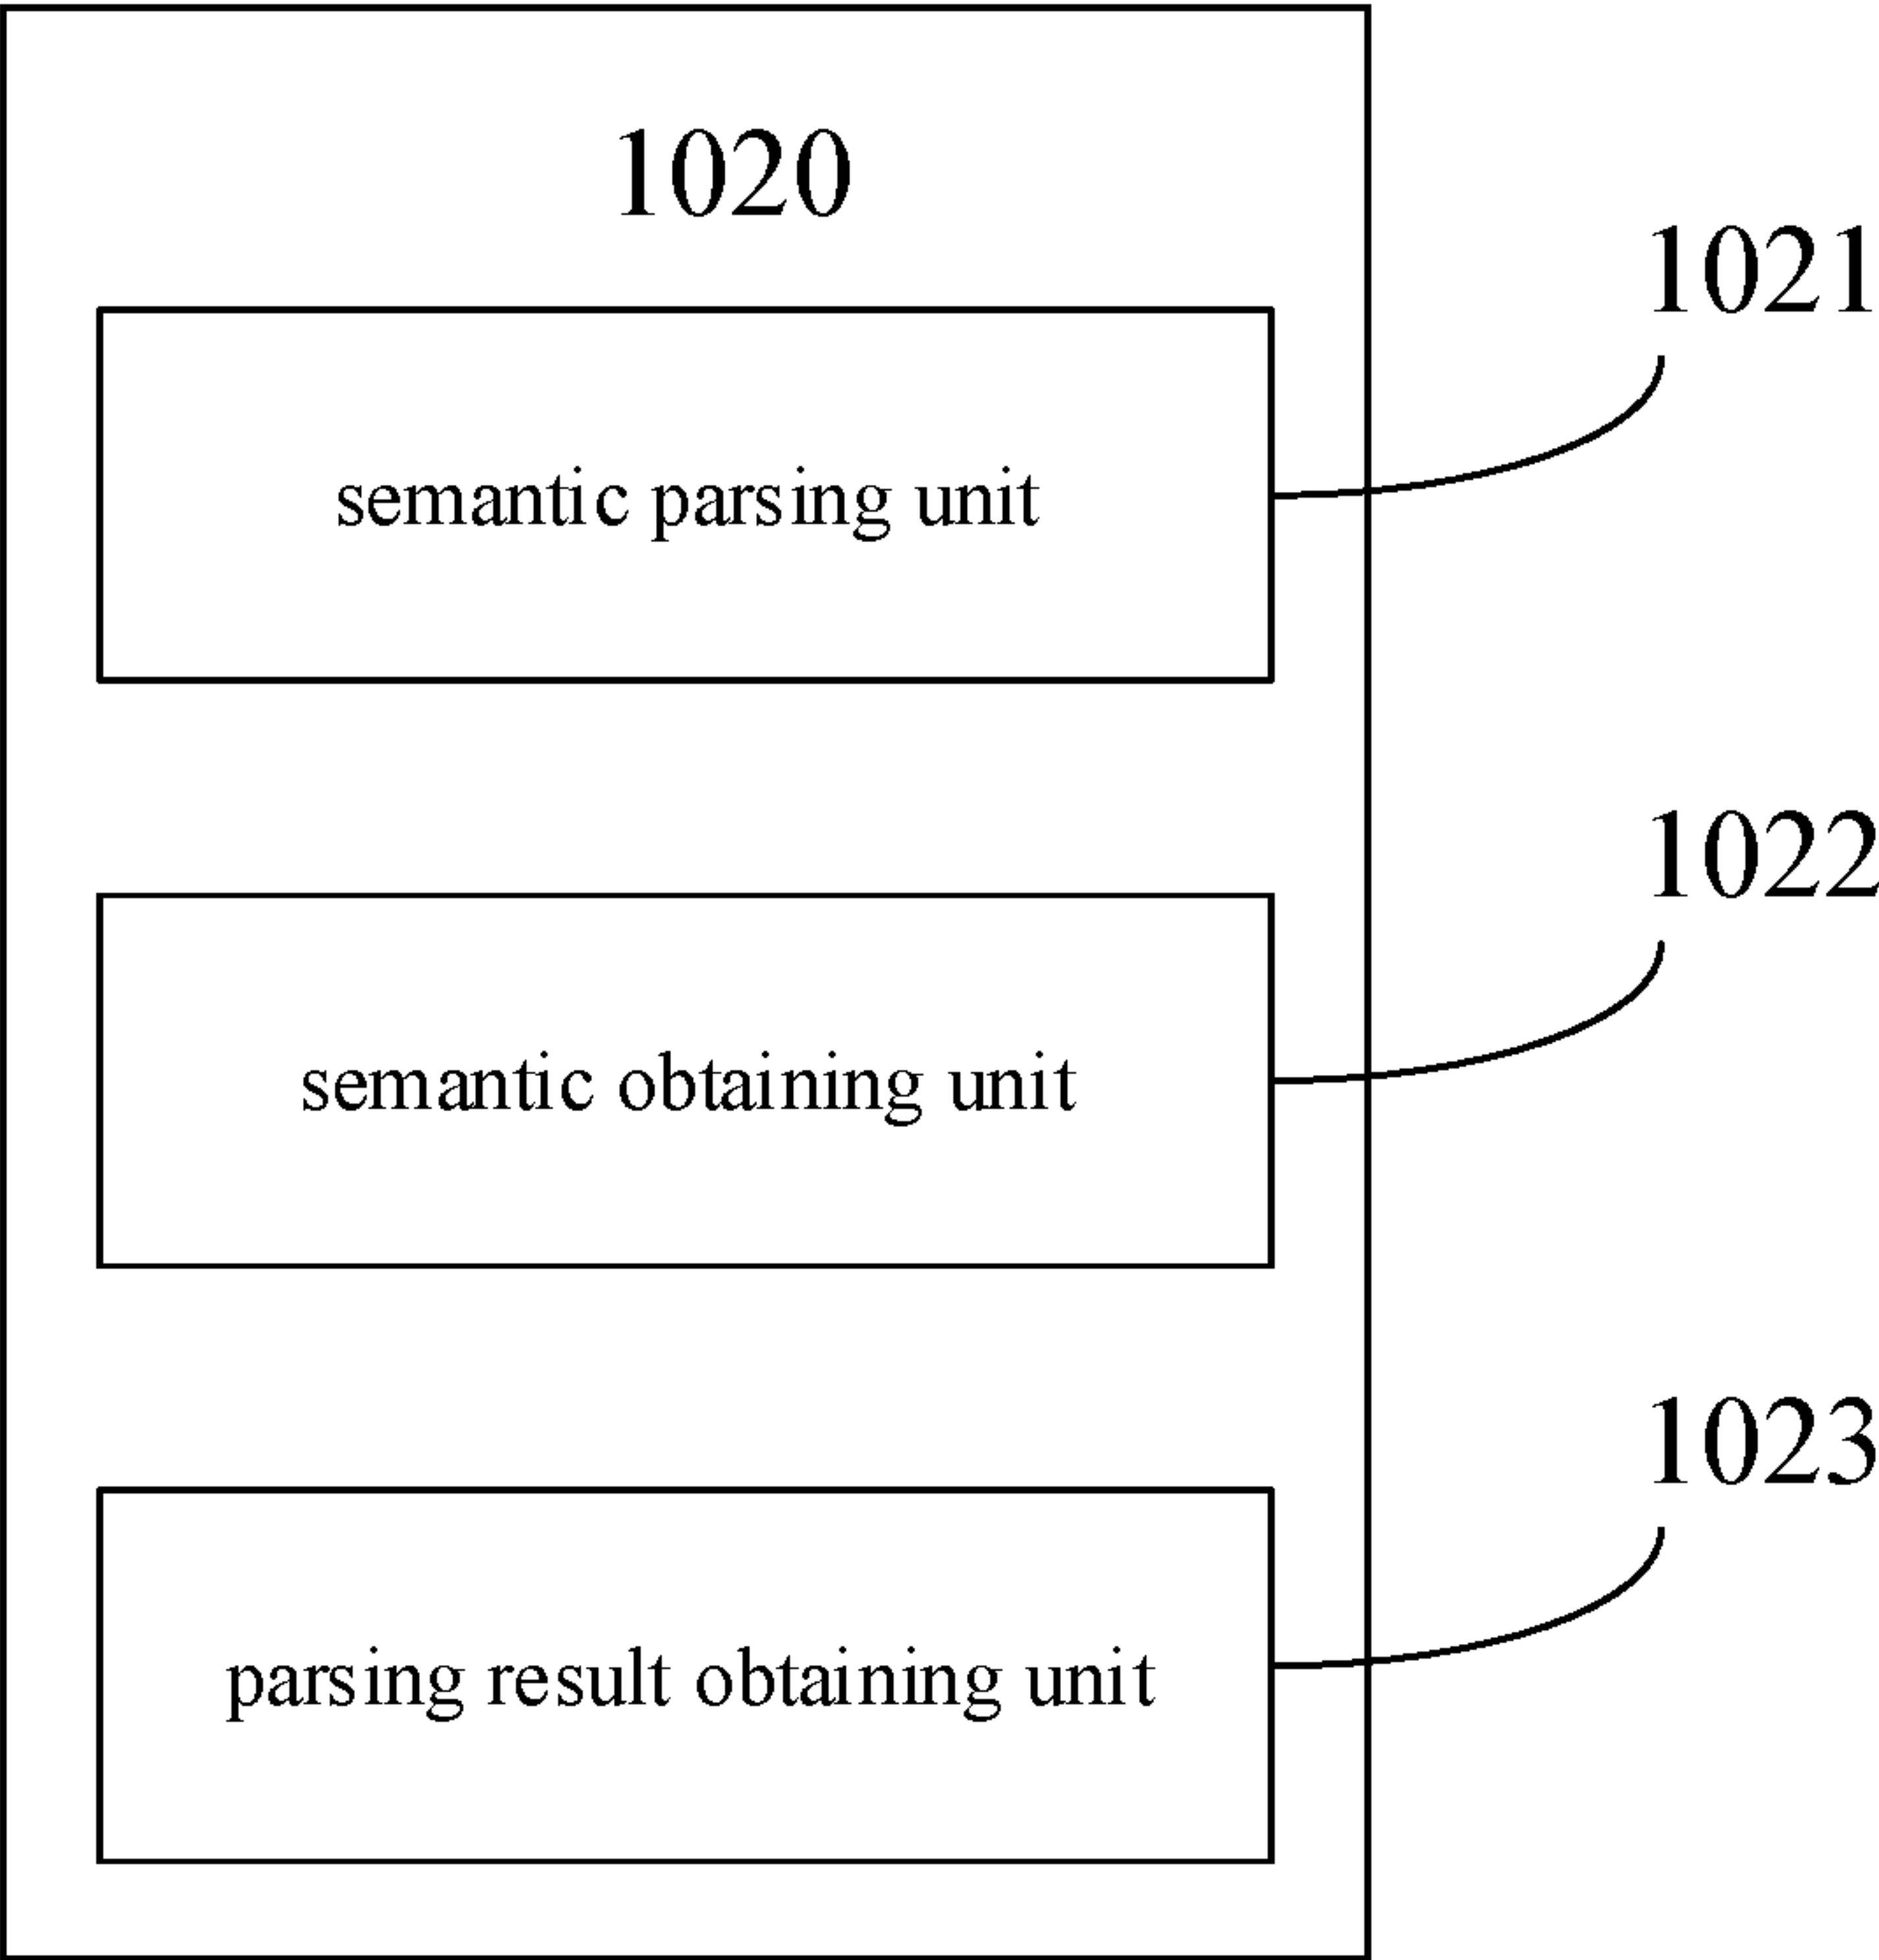 1020
1021
semantic parsing unit
1022
semantic obtaining unit
1023
parsing result obtaining unit